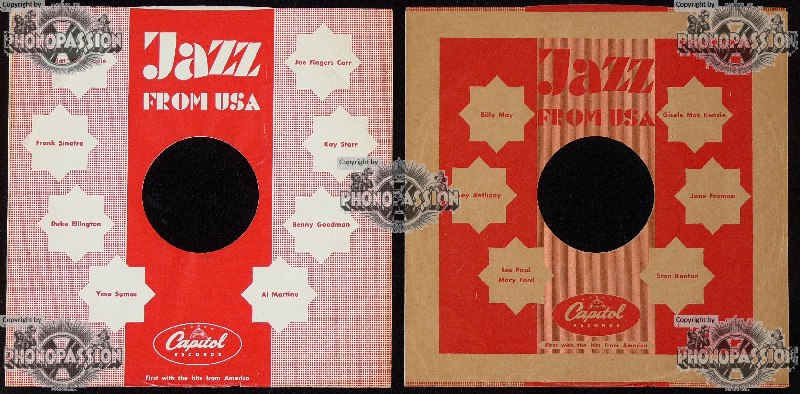 Copyright by
PHONOPASSION
Jazz
FROM USA
Joe Fingers Carr
Frank Sinatra
Kay Starr
Duke Ellington
Benny Goodman
Yma Sumac
Al Martino
Capitol
RECORDS
First with the hits from America
Copyright by
PHONOPASSION
Copyright by
PHONOPASSION
Copyright by
PHONOPASSION
Jazz
FROM USA
Billy May
Gisele Mac Kenzie
Ray Anthony
Jane Froman
Les Paul
Mary Ford
Stan Kenton
Capitol
RECORDS
First with the hits from America
Copyright by
PHONOPASSION